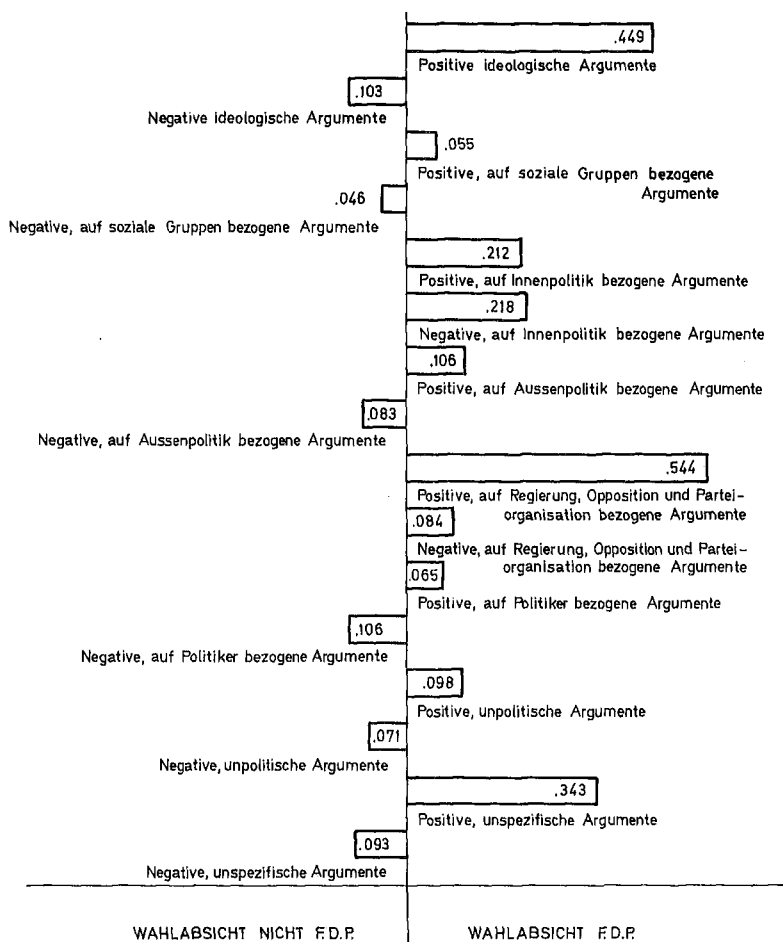 .449
Positive ideologische Argumente
.103
Negative ideologische Argumente
.055
Positive, auf soziale Gruppen bezogene
Argumente
.046
Negative, auf soziale Gruppen bezogene Argumente
.212
Positive, auf Innenpolitik bezogene Argumente
.218
Negative, auf Innenpolitik bezogene Argumente
.106
Positive, auf Aussenpolitik bezogene Argumente
.083
Negative, auf Aussenpolitik bezogene Argumente
.544
Positive, auf Regierung, Opposition und Partei-
organisation bezogene Argumente
.084
Negative, auf Regierung, Opposition und Partei-
organisation bezogene Argumente
.065
Positive, auf Politiker bezogene Argumente
.106
Negative, auf Politiker bezogene Argumente
.098
Positive, unpolitische Argumente
.071
Negative, unpolitische Argumente
.343
Positive, unspezifische Argumente
.093
Negative, unspezifische Argumente
WAHLABSICHT NICHT F.D.P. WAHLABSICHT F.D.P.